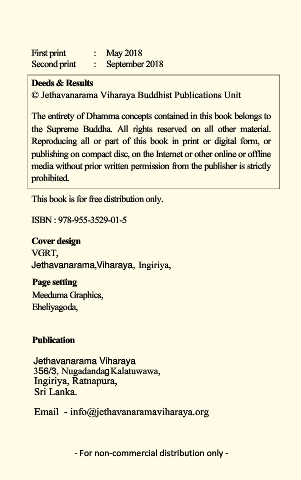 First print : May 2018
Second print : September 2018
Deeds & Results
© Jethavanarama Viharaya Buddhist Publications Unit
The entirety of Dhamma concepts contained in this book belongs to
the Supreme Buddha. All rights reserved on all other material.
Reproducing all or part of this book in print or digital form, or
publishing on compact disc, on the Internet or other online or offline
media without prior written permission from the publisher is strictly
prohibited.
This book is for free distribution only.
ISBN : 978-955-3529-01-5
Cover design
VGRT,
Jethavanarama,Viharaya, Ingiriya,
Page setting
Meeduma Graphics,
Eheliyagoda,
Publication
Jethavanarama Viharaya
356/3, NugadandagKalatuwawa,
Ingiriya, Ratnapura,
Sri Lanka.
Email - info@jethavanaramaviharaya.org
- For non-commercial distribution only -